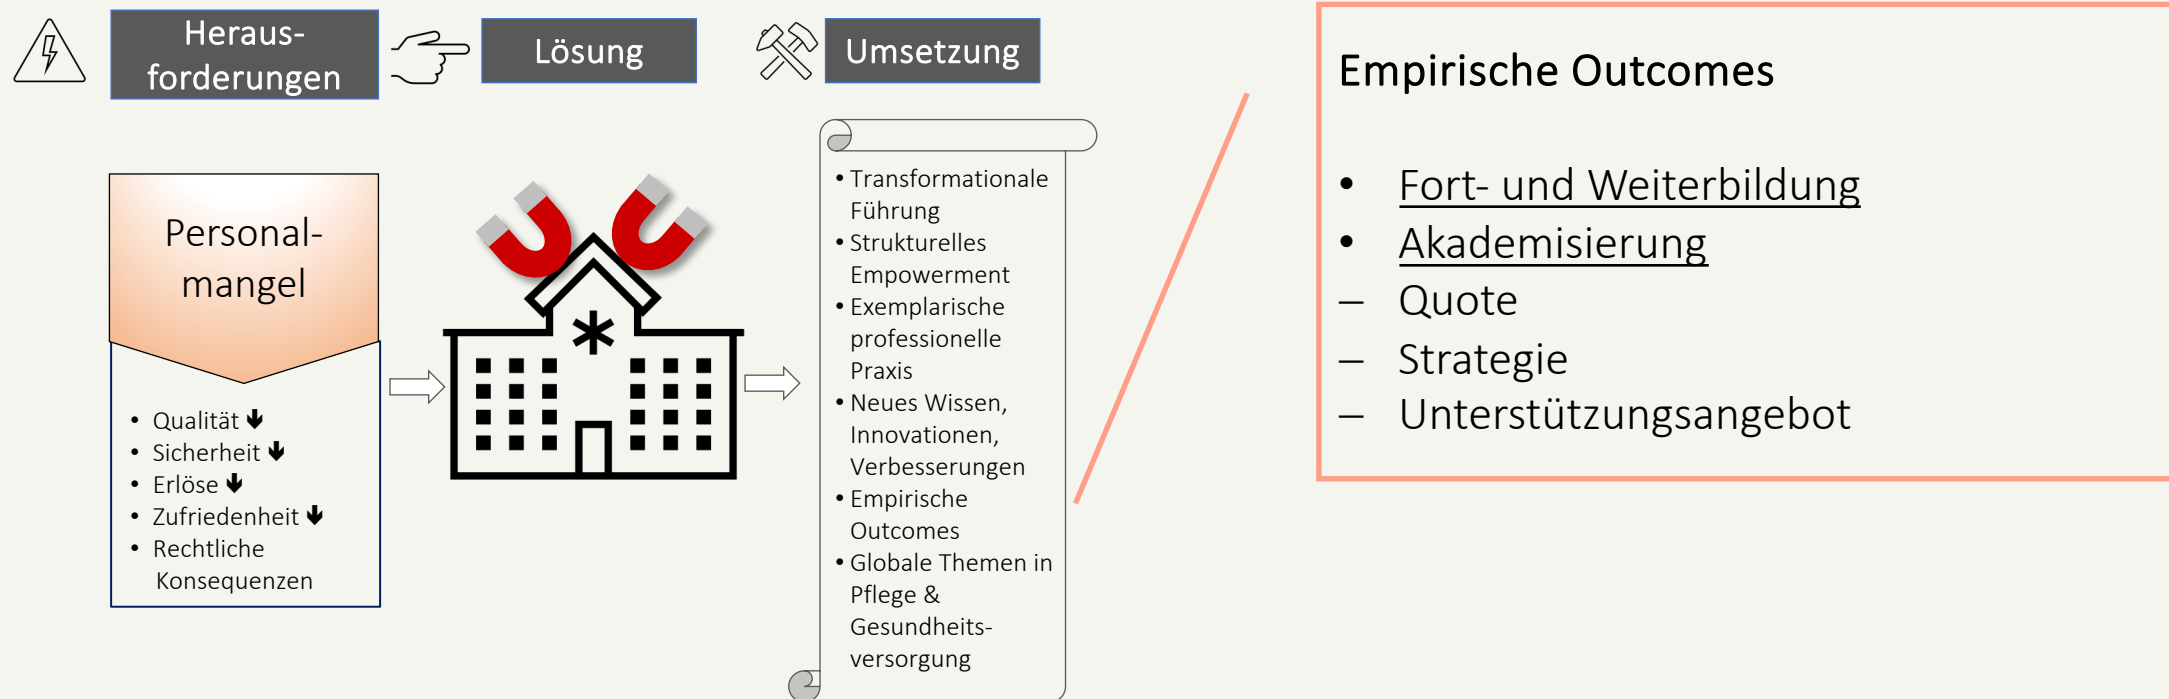 Heraus-
forderungen
Lösung
Umsetzung
Personal-
mangel
• Qualität 🡻
• Sicherheit 🡻
• Erlöse 🡻
• Zufriedenheit 🡻
• Rechtliche
Konsequenzen
• Transformationale
Führung
• Strukturelles
Empowerment
• Exemplarische
professionelle
Praxis
• Neues Wissen,
Innovationen,
Verbesserungen
• Empirische
Outcomes
• Globale Themen in
Pflege &
Gesundheits-
versorgung
Empirische Outcomes
• Fort- und Weiterbildung
• Akademisierung
– Quote
– Strategie
– Unterstützungsangebot